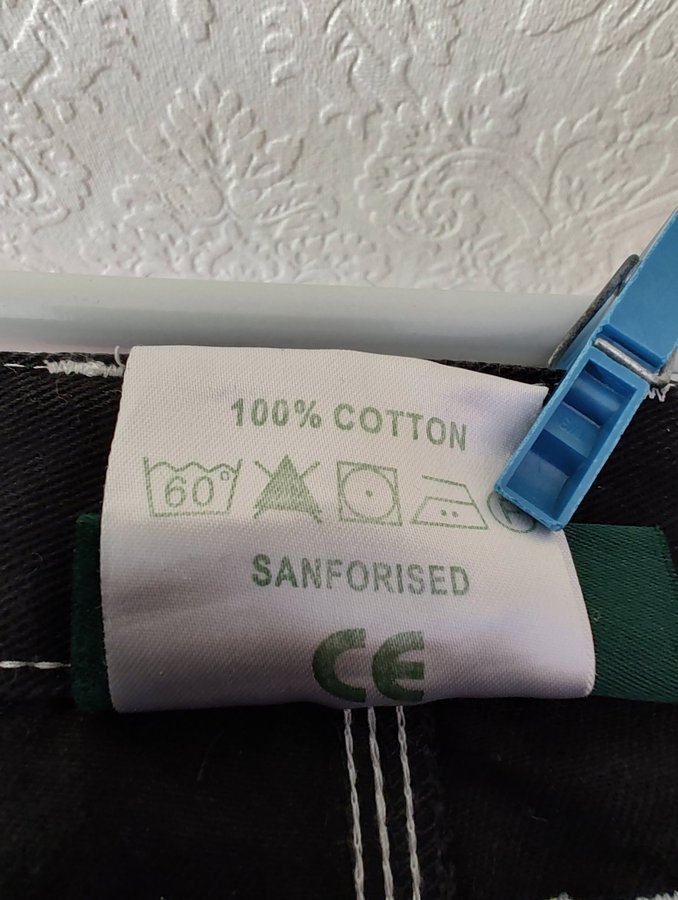 100% COTTON
60°
SANFORISED
CE